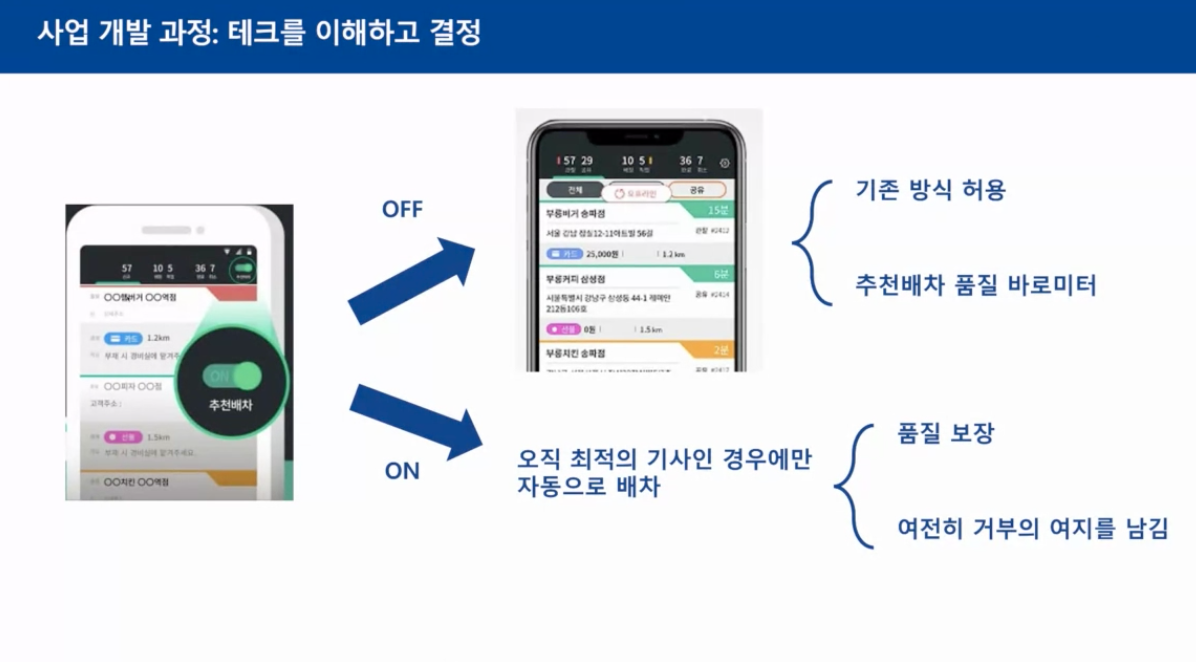 사업 개발 과정: 테크를 이해하고 결정
OFF
ON
57
10 5
36 7
OO햄버거 OO역점
카드 1.2km
부재 시 경비실에 맡겨주
OO피자 OO점
고객주소 :
선불 1.5km
부재 시 경비실에 맡겨주세요.
OO치킨 OO역점
ON
추천배차
57 29
10 5
36 7
전체
오프라인
공유
부릉버거 송파점
15분
서울 강남 잠실12-11아트빌 56길
카드 25,000원
1.2 km
부릉커피 삼성점
6분
서울특별시 강남구 삼성동 44-1 래미안
공유 #2414
212동106호
선불 0원
1.5 km
부릉치킨 송파점
2분
기존 방식 허용
추천배차 품질 바로미터
오직 최적의 기사인 경우에만
자동으로 배차
품질 보장
여전히 거부의 여지를 남김